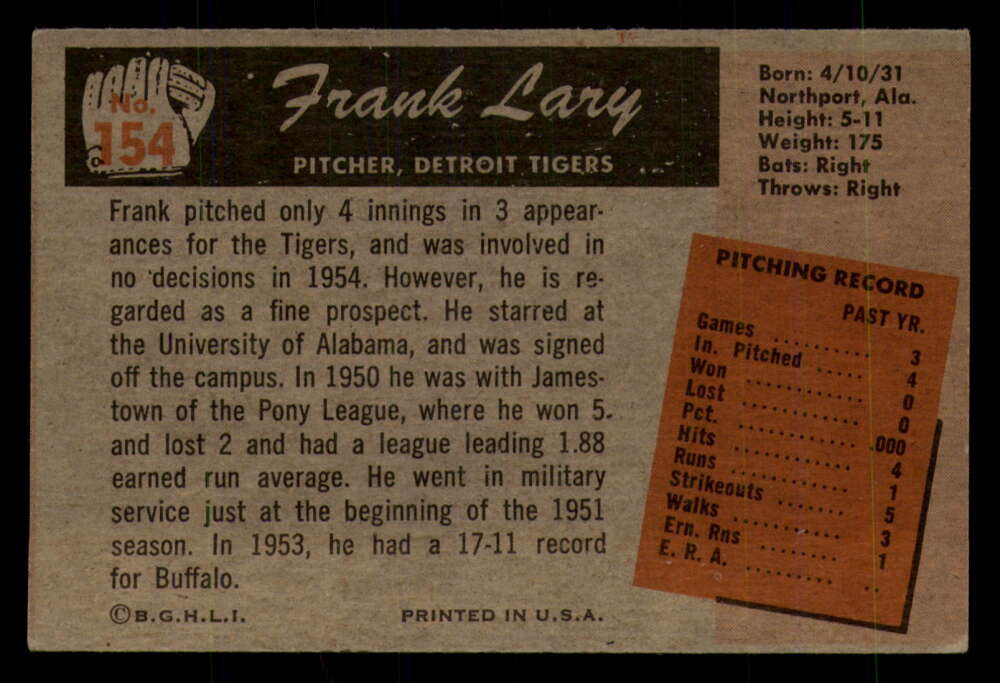 No.
154
Frank Lary
PITCHER, DETROIT TIGERS
Born: 4/10/31
Northport, Ala.
Height: 5-11
Weight: 175
Bats: Right
Throws: Right
Frank pitched only 4 innings in 3 appear-
ances for the Tigers, and was involved in
no decisions in 1954. However, he is re-
garded as a fine prospect. He starred at
the University of Alabama, and was signed
off the campus. In 1950 he was with James-
town of the Pony League, where he won 5
and lost 2 and had a league leading 1.88
earned run average. He went in military
service just at the beginning of the 1951
season. In 1953, he had a 17-11 record
for Buffalo.
©B.G.H.L.I.
PRINTED IN U.S.A.
PITCHING RECORD
PAST YR.
Games .......... 3
In. Pitched ..... 4
Won .......... 0
Lost .......... 0
Pct. .......... .000
Hits .......... 4
Runs .......... 1
Strikeouts ....... 5
Walks .......... 3
Ern. Rns ........ 1
E. R. A. ......... ..